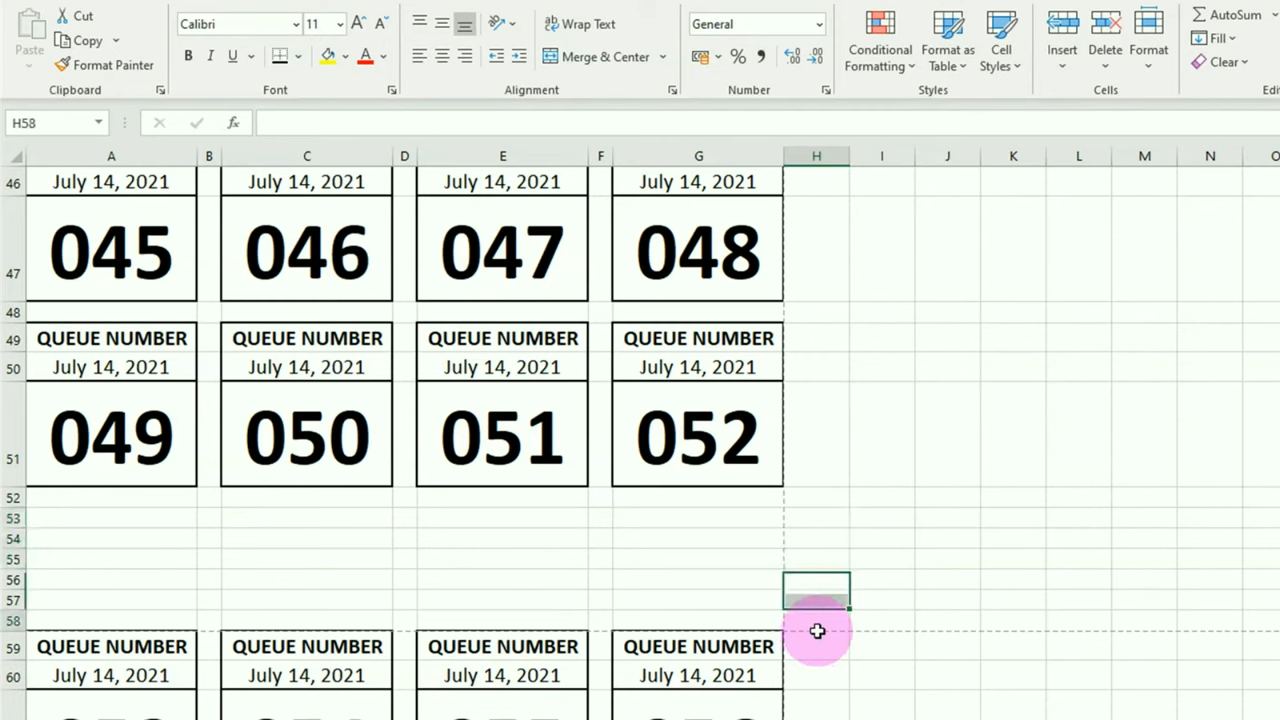 Cut
Calibri 11
Wrap Text
General
AutoSum
Paste
Copy
Conditional Formatting
Format as Table
Cell Styles
Insert
Delete
Format
Fill
Format Painter
B I U
Merge & Center
Clear
Clipboard
Font
Alignment
Number
Styles
Cells
H58
fx
A B C D E F G H I J K L M N
46 July 14, 2021 July 14, 2021 July 14, 2021 July 14, 2021
47 045 046 047 048
48
49 QUEUE NUMBER QUEUE NUMBER QUEUE NUMBER QUEUE NUMBER
50 July 14, 2021 July 14, 2021 July 14, 2021 July 14, 2021
51 049 050 051 052
52
53
54
55
56
57
58
59 QUEUE NUMBER QUEUE NUMBER QUEUE NUMBER QUEUE NUMBER
60 July 14, 2021 July 14, 2021 July 14, 2021 July 14, 2021